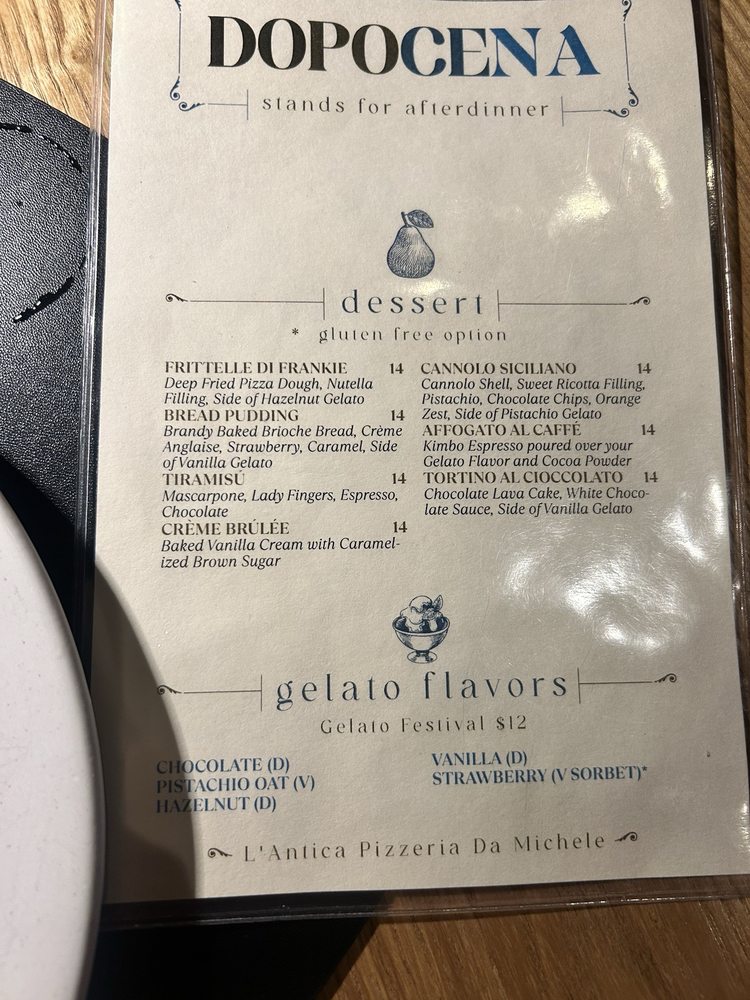 DOPOCENA
stands for afterdinner
dessert
* gluten free option
FRITTELLE DI FRANKIE 14
Deep Fried Pizza Dough, Nutella
Filling, Side of Hazelnut Gelato
BREAD PUDDING 14
Brandy Baked Brioche Bread, Crème
Anglaise, Strawberry, Caramel, Side
of Vanilla Gelato
TIRAMISÚ 14
Mascarpone, Lady Fingers, Espresso,
Chocolate
CRÈME BRÚLÉE 14
Baked Vanilla Cream with Caramel-
ized Brown Sugar
CANNOLO SICILIANO 14
Cannolo Shell, Sweet Ricotta Filling,
Pistachio, Chocolate Chips, Orange
Zest, Side of Pistachio Gelato
AFFOGATO AL CAFFÉ 14
Kimbo Espresso poured over your
Gelato Flavor and Cocoa Powder
TORTINO AL CIOCCOLATO 14
Chocolate Lava Cake, White Choco-
late Sauce, Side of Vanilla Gelato
gelato flavors
Gelato Festival $12
CHOCOLATE (D)
PISTACHIO OAT (V)
HAZELNUT (D)
VANILLA (D)
STRAWBERRY (V SORBET)*
L'Antica Pizzeria Da Michele